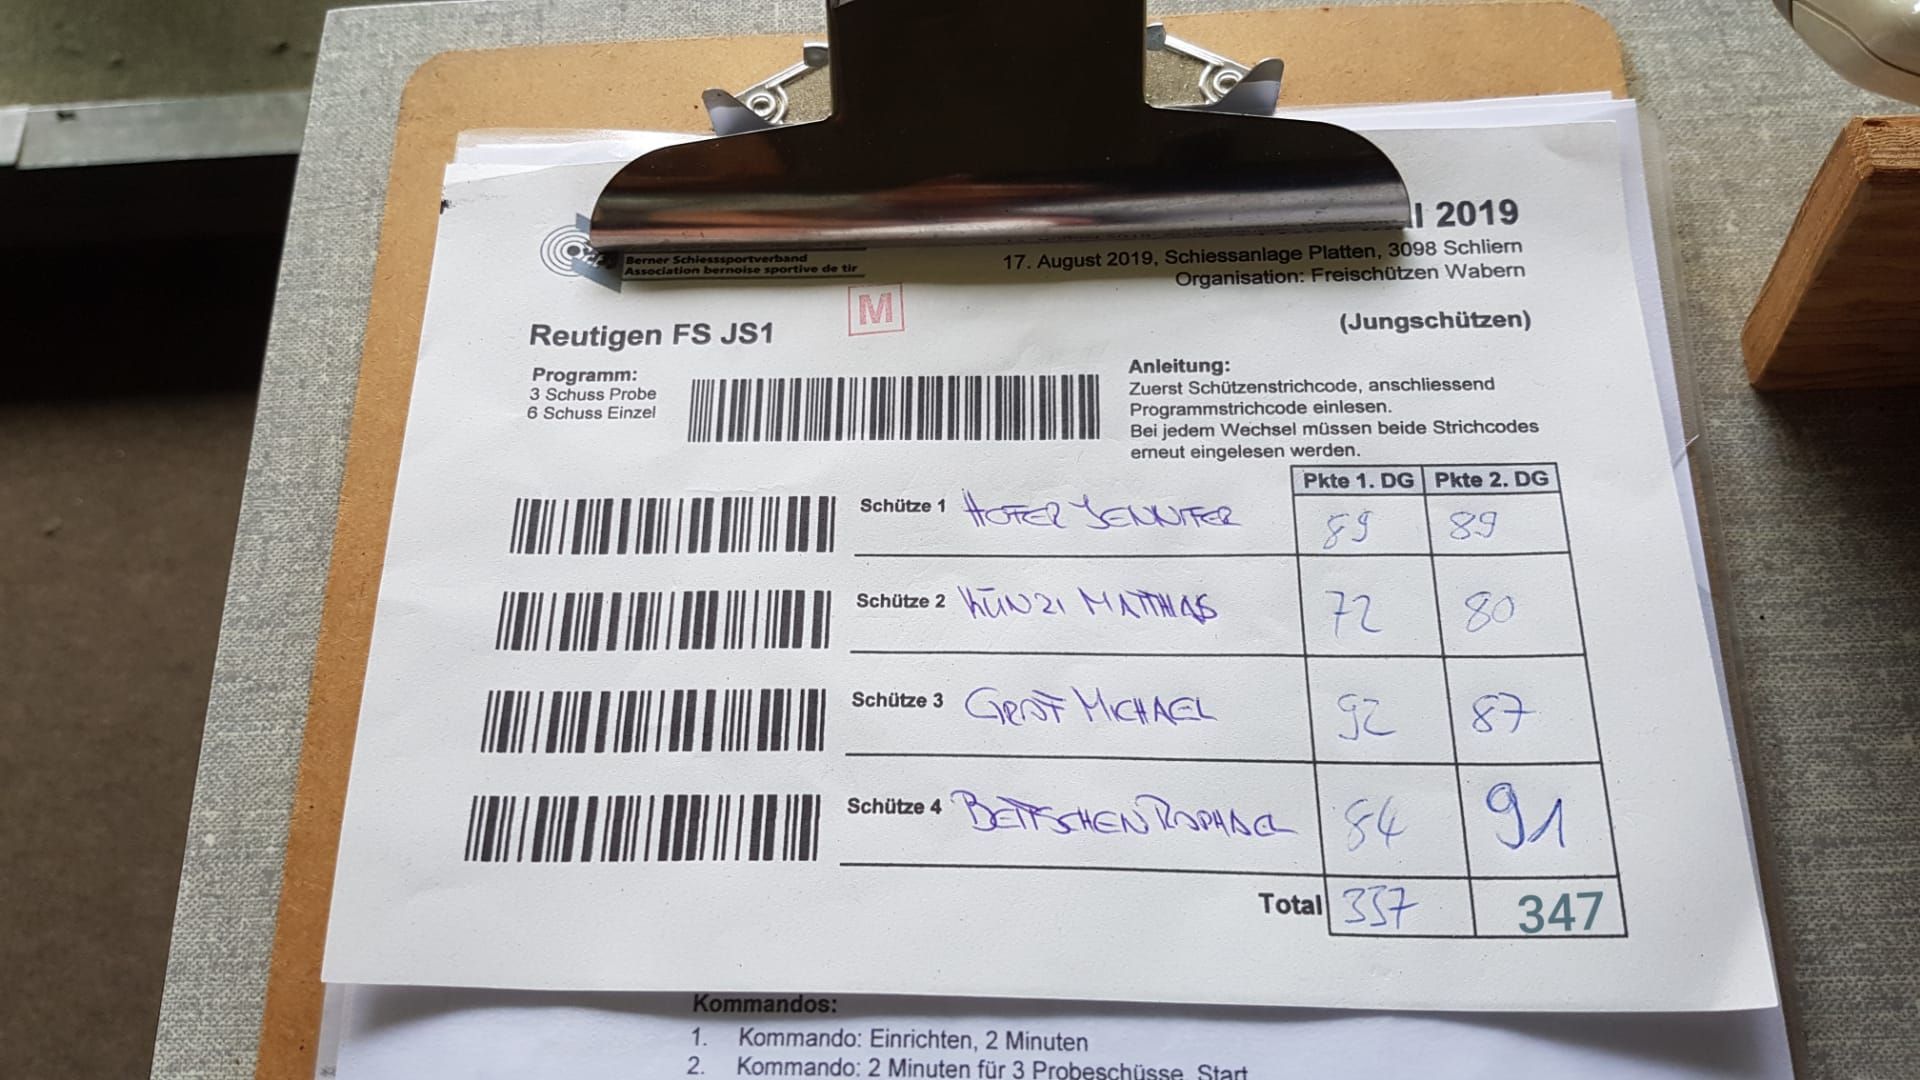 l 2019
Berner Schiesssportverband
Association bernoise sportive de tir
17. August 2019, Schiessanlage Platten, 3098 Schliern
Organisation: Freischützen Wabern
M
Reutigen FS JS1
(Jungschützen)
Programm:
3 Schuss Probe
6 Schuss Einzel
Anleitung:
Zuerst Schützenstrichcode, anschliessend
Programmstrichcode einlesen.
Bei jedem Wechsel müssen beide Strichcodes
erneut eingelesen werden.
Pkte 1. DG Pkte 2. DG
Schütze 1 HOFER JENNIFER 89 89
Schütze 2 KÜNZI MATTHIAS 72 80
Schütze 3 MICHAEL 92 87
Schütze 4 BETTSCHEN RAPHAEL 84 91
Total 337 347
Kommandos:
1. Kommando: Einrichten, 2 Minuten
2. Kommando: 2 Minuten für 3 Probeschüsse, Start